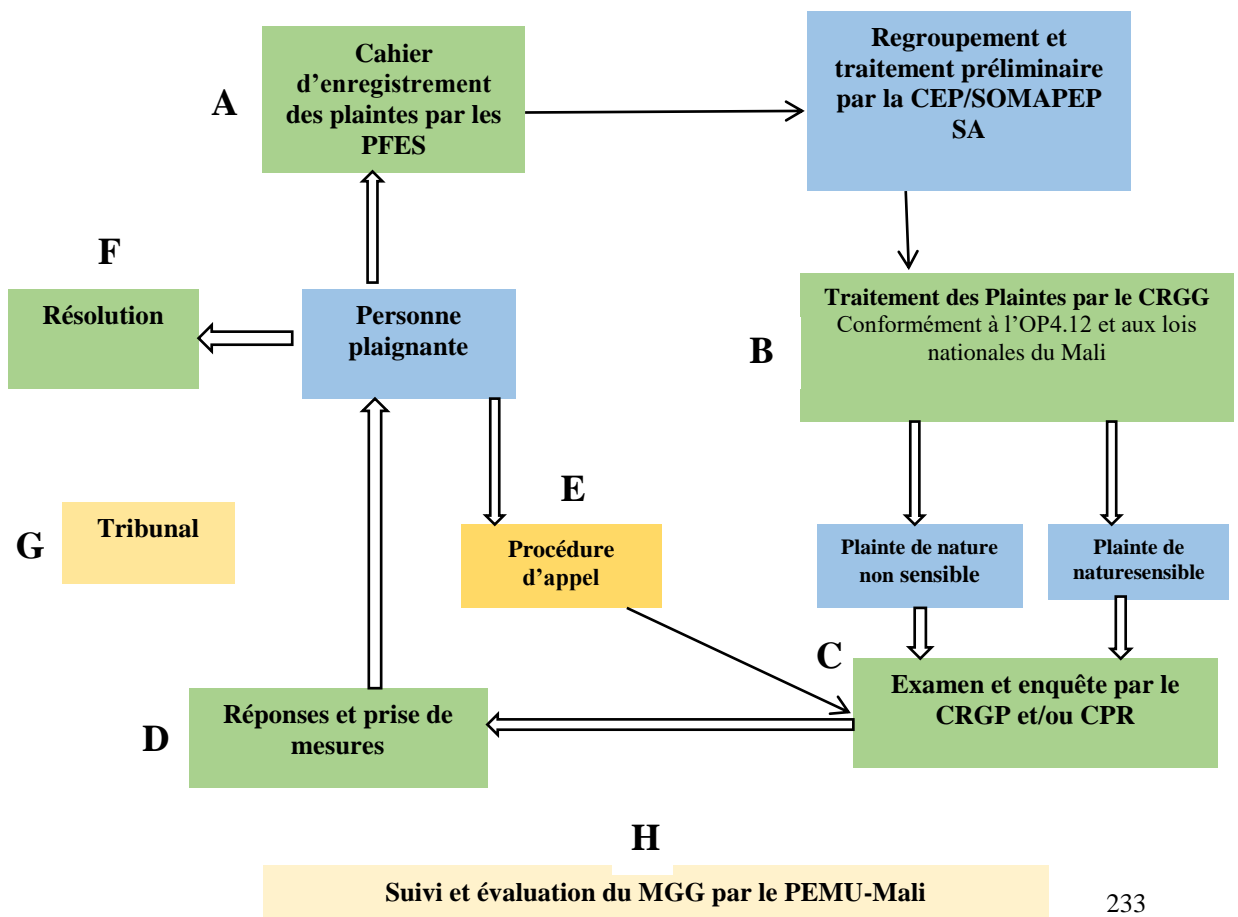 A
Cahier
d'enregistrement
des plaintes par les
PFES
Regroupement et
traitement préliminaire
par la CEP/SOMAPEP
SA
F
Résolution
Personne
plaignante
B
Traitement des Plaintes par le CRGG
Conformément à l'OP4.12 et aux lois
nationales du Mali
G
Tribunal
E
Procédure
d'appel
Plainte de nature
non sensible
Plainte de
naturesensible
C
Examen et enquête par le
CRGP et/ou CPR
D
Réponses et prise de
mesures
H
Suivi et évaluation du MGG par le PEMU-Mali
233